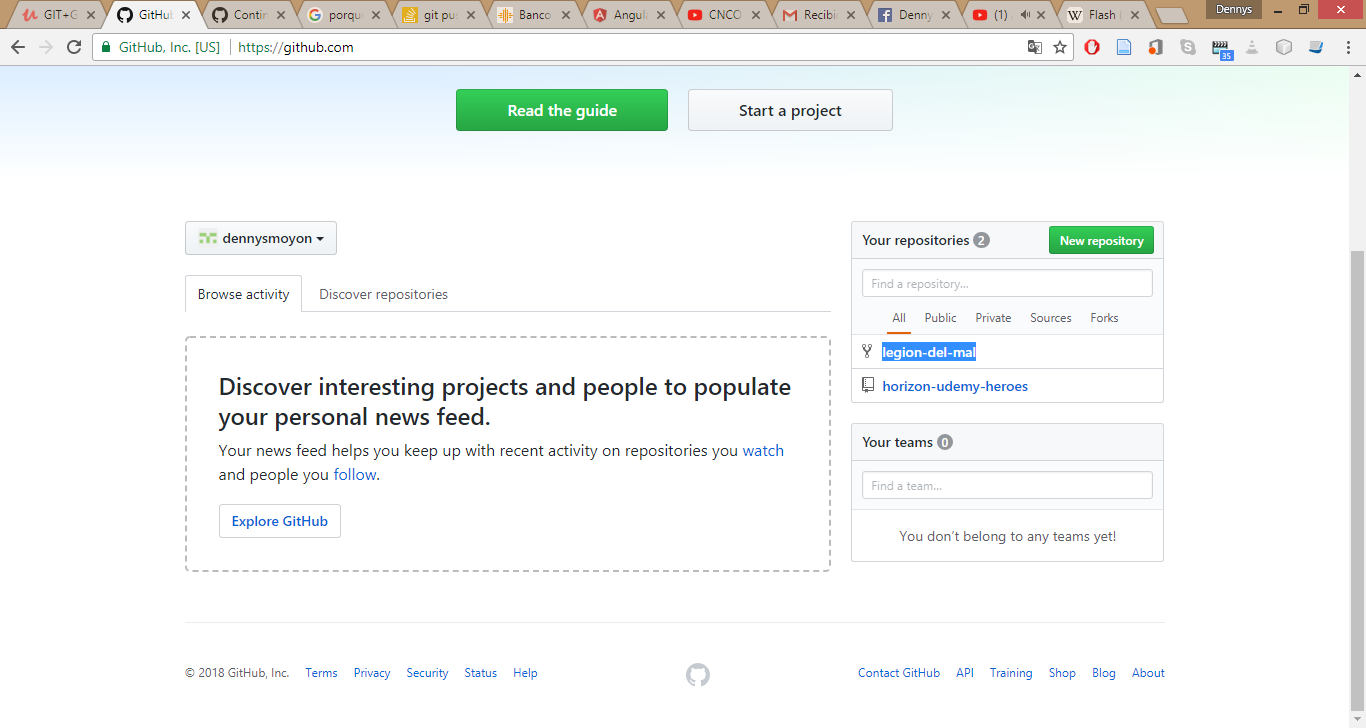 GIT+G
GitHub
Contin
porqu
git pus
Banco
Angula
CNCO
Recibir
Denny
(1)
Flash
Dennys
GitHub, Inc. [US]
https://github.com
35
Read the guide
Start a project
dennysmoyon
Your repositories 2
New repository
Find a repository...
Browse activity
Discover repositories
All
Public
Private
Sources
Forks
legion-del-mal
horizon-udemy-heroes
Discover interesting projects and people to populate
your personal news feed.
Your news feed helps you keep up with recent activity on repositories you watch
and people you follow.
Explore GitHub
Your teams 0
Find a team...
You don’t belong to any teams yet!
© 2018 GitHub, Inc.
Terms
Privacy
Security
Status
Help
Contact GitHub
API
Training
Shop
Blog
About